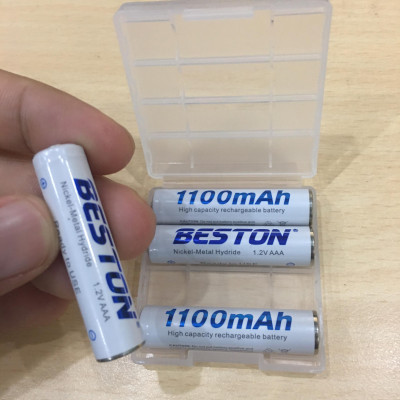 BESTON
Nickel-Metal Hydride 1.2V AAA
1100mAh
High capacity rechargeable battery
BESTON
Nickel-Metal Hydride 1.2V AAA
1100mAh
High capacity rechargeable battery